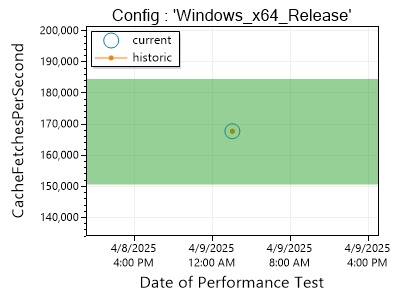 Config : 'Windows_x64_Release'
CacheFetchesPerSecond
200,000
190,000
180,000
170,000
160,000
150,000
140,000
current
historic
4/8/2025
4:00 PM
4/9/2025
12:00 AM
4/9/2025
8:00 AM
4/9/2025
4:00 PM
Date of Performance Test